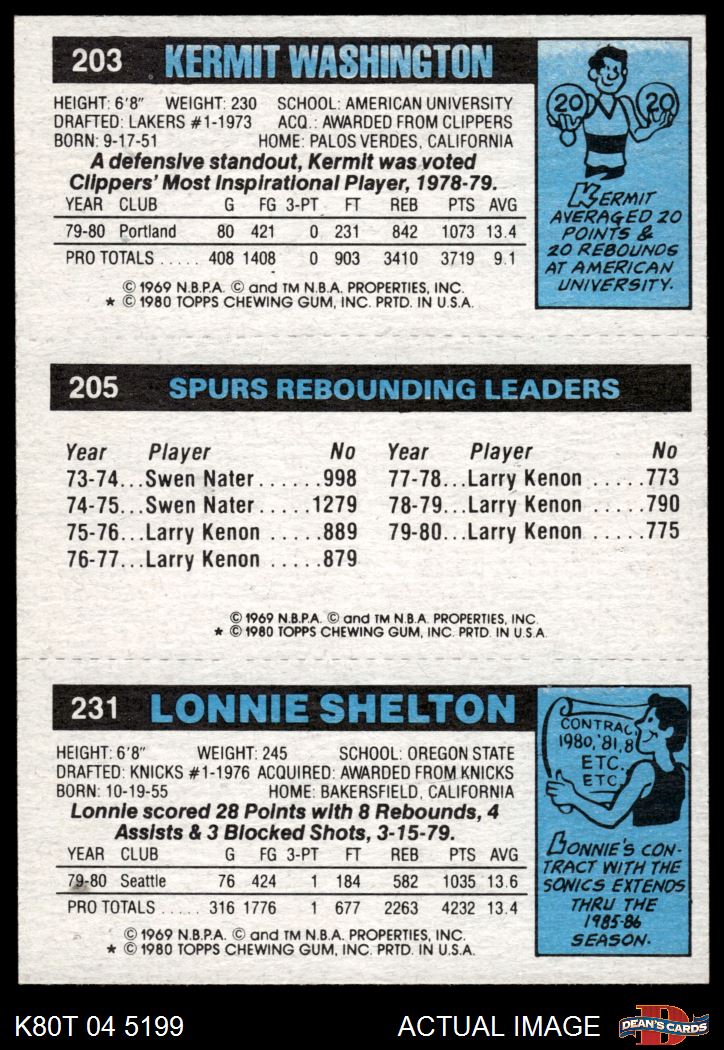 203 KERMIT WASHINGTON
HEIGHT: 6'8" WEIGHT: 230 SCHOOL: AMERICAN UNIVERSITY
DRAFTED: LAKERS #1-1973 ACQ.: AWARDED FROM CLIPPERS
BORN: 9-17-51 HOME: PALOS VERDES, CALIFORNIA
A defensive standout, Kermit was voted
Clippers' Most Inspirational Player, 1978-79.
YEAR CLUB G FG 3-PT FT REB PTS AVG
79-80 Portland 80 421 0 231 842 1073 13.4
PRO TOTALS ..... 408 1408 0 903 3410 3719 9.1
© 1969 N.B.P.A. © and TM N.B.A. PROPERTIES, INC.
* © 1980 TOPPS CHEWING GUM, INC. PRTD. IN U.S.A.
20 20
KERMIT
AVERAGED 20
POINTS &
20 REBOUNDS
AT AMERICAN
UNIVERSITY.
205 SPURS REBOUNDING LEADERS
Year Player No Year Player No
73-74...Swen Nater ......998 77-78...Larry Kenon .....773
74-75...Swen Nater .....1279 78-79...Larry Kenon .....790
75-76...Larry Kenon .....889 79-80...Larry Kenon .....775
76-77...Larry Kenon .....879
© 1969 N.B.P.A. © and TM N.B.A. PROPERTIES, INC.
* © 1980 TOPPS CHEWING GUM, INC. PRTD. IN U.S.A.
231 LONNIE SHELTON
HEIGHT: 6'8" WEIGHT: 245 SCHOOL: OREGON STATE
DRAFTED: KNICKS #1-1976 ACQUIRED: AWARDED FROM KNICKS
BORN: 10-19-55 HOME: BAKERSFIELD, CALIFORNIA
Lonnie scored 28 Points with 8 Rebounds, 4
Assists & 3 Blocked Shots, 3-15-79.
YEAR CLUB G FG 3-PT FT REB PTS AVG
79-80 Seattle 76 424 1 184 582 1035 13.6
PRO TOTALS ..... 316 1776 1 677 2263 4232 13.4
© 1969 N.B.P.A. © and TM N.B.A. PROPERTIES, INC.
* © 1980 TOPPS CHEWING GUM, INC. PRTD. IN U.S.A.
CONTRAC
1980,'81,8
ETC.
ETC.
LONNIE'S CON-
TRACT WITH THE
SONICS EXTENDS
THRU THE
1985-86
SEASON.
K80T 04 5199 ACTUAL IMAGE DEAN'S CARDS